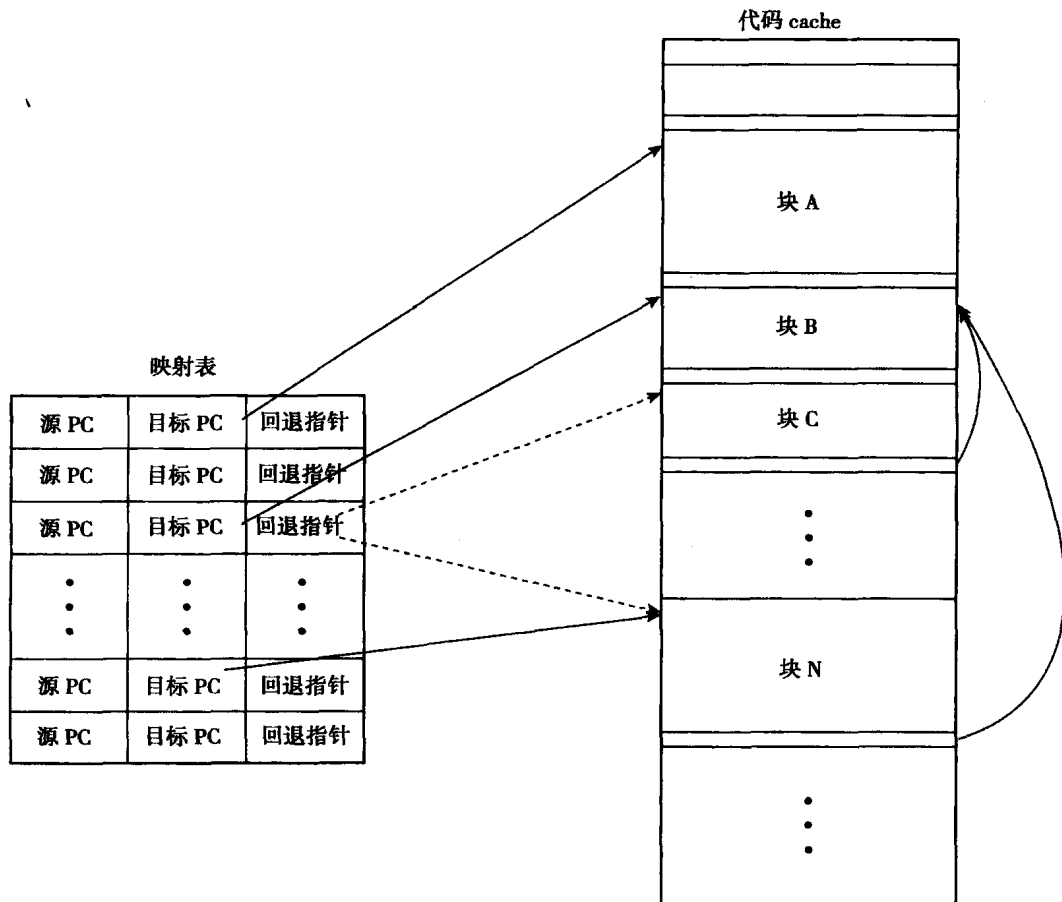 代码 cache
块 A
块 B
块 C
块 N
映射表
源 PC 目标 PC 回退指针
源 PC 目标 PC 回退指针
源 PC 目标 PC 回退指针
源 PC 目标 PC 回退指针
源 PC 目标 PC 回退指针